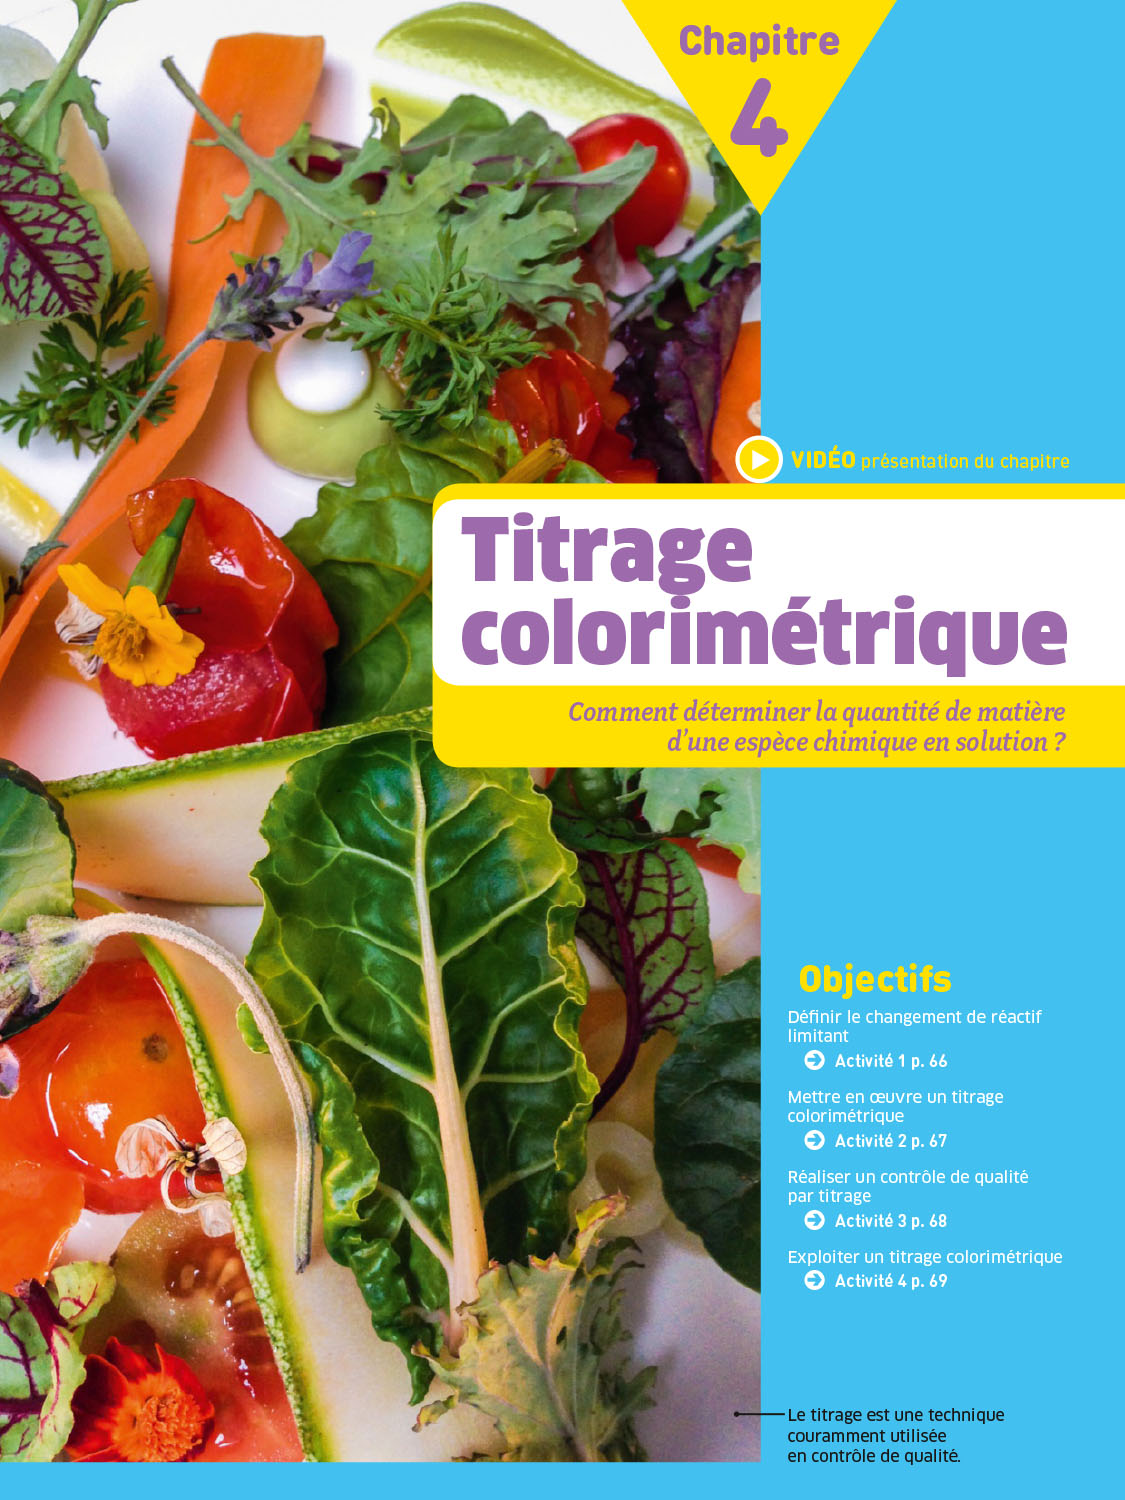 Chapitre
4
VIDÉO présentation du chapitre
Titrage
colorimétrique
Comment déterminer la quantité de matière
d’une espèce chimique en solution ?
Objectifs
Définir le changement de réactif
limitant
Activité 1 p. 66
Mettre en œuvre un titrage
colorimétrique
Activité 2 p. 67
Réaliser un contrôle de qualité
par titrage
Activité 3 p. 68
Exploiter un titrage colorimétrique
Activité 4 p. 69
Le titrage est une technique
couramment utilisée
en contrôle de qualité.